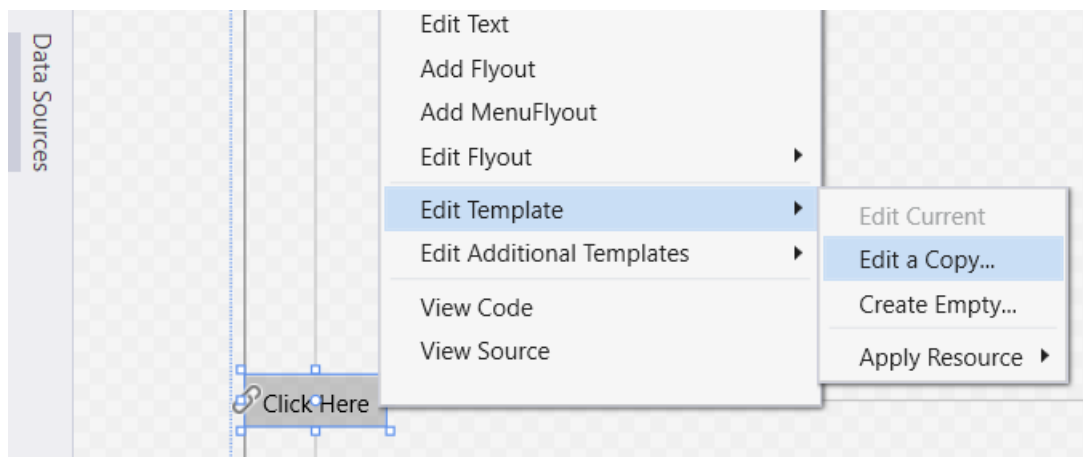 Data Sources
Edit Text
Add Flyout
Add MenuFlyout
Edit Flyout
Edit Template
Edit Additional Templates
View Code
View Source
Edit Current
Edit a Copy...
Create Empty...
Apply Resource
Click Here